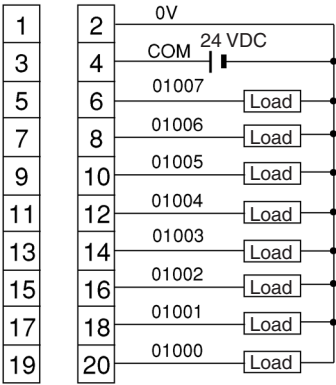 1 2 0V
3 4 COM 24 VDC
5 6 01007 Load
7 8 01006 Load
9 10 01005 Load
11 12 01004 Load
13 14 01003 Load
15 16 01002 Load
17 18 01001 Load
19 20 01000 Load